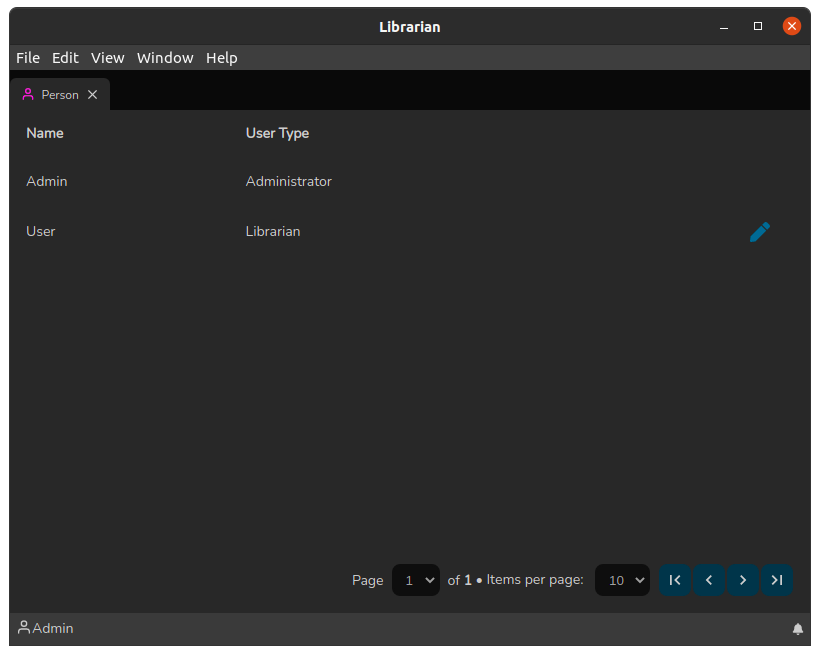 Librarian
File Edit View Window Help
Person
Name User Type
Admin Administrator
User Librarian
Page 1 of 1 • Items per page: 10
Admin